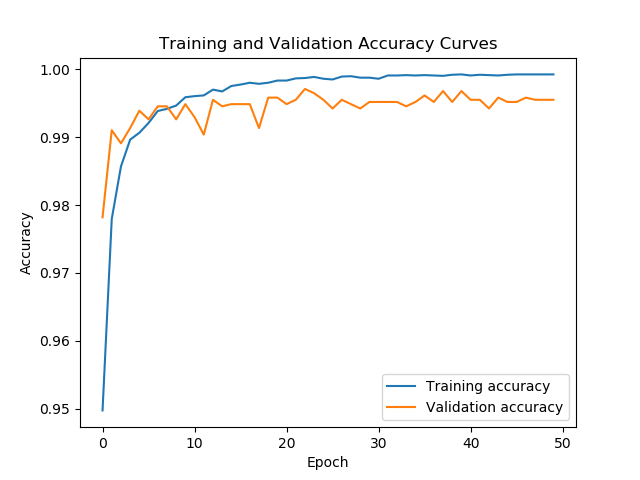 Training and Validation Accuracy Curves
1.00
0.99
0.98
0.97
0.96
0.95
Accuracy
0 10 20 30 40 50
Epoch
Training accuracy
Validation accuracy